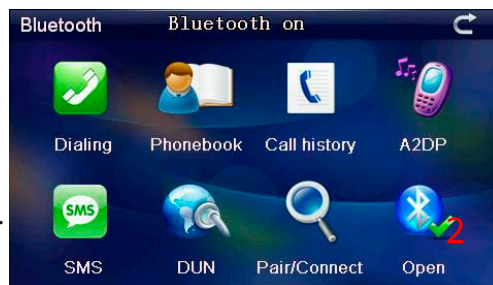 Bluetooth Bluetooth on
Dialing Phonebook Call history A2DP
SMS
2
SMS DUN Pair/Connect Open